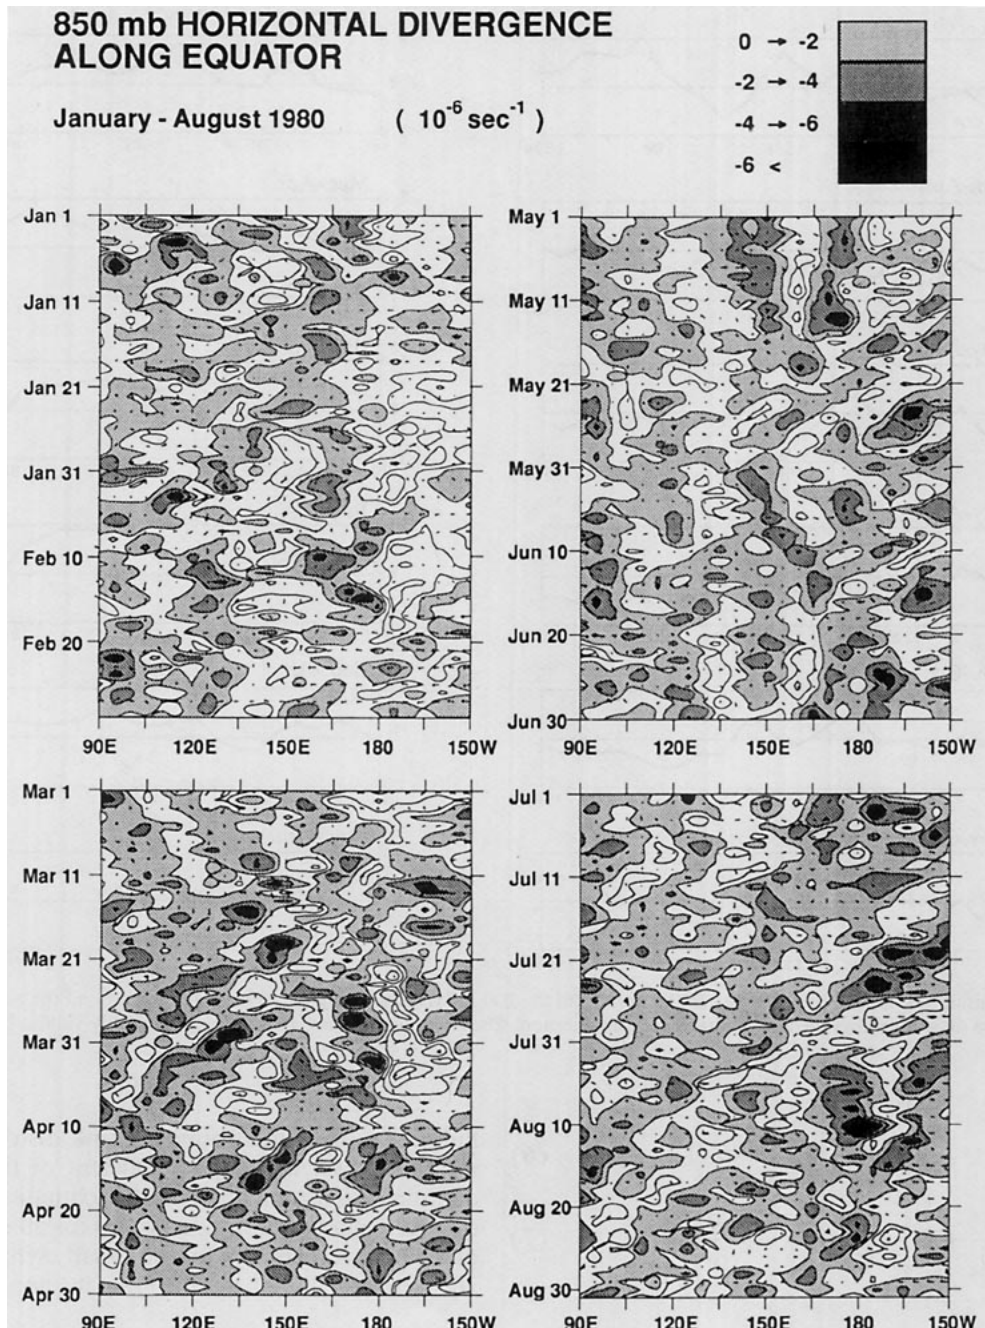 850 mb HORIZONTAL DIVERGENCE
ALONG EQUATOR
January - August 1980 ( 10⁻⁶ sec⁻¹ )
0 → -2
-2 → -4
-4 → -6
-6 <
Jan 1
Jan 11
Jan 21
Jan 31
Feb 10
Feb 20
90E 120E 150E 180 150W
May 1
May 11
May 21
May 31
Jun 10
Jun 20
Jun 30
90E 120E 150E 180 150W
Mar 1
Mar 11
Mar 21
Mar 31
Apr 10
Apr 20
Apr 30
90E 120E 150E 180 150W
Jul 1
Jul 11
Jul 21
Jul 31
Aug 10
Aug 20
Aug 30
90E 120E 150E 180 150W